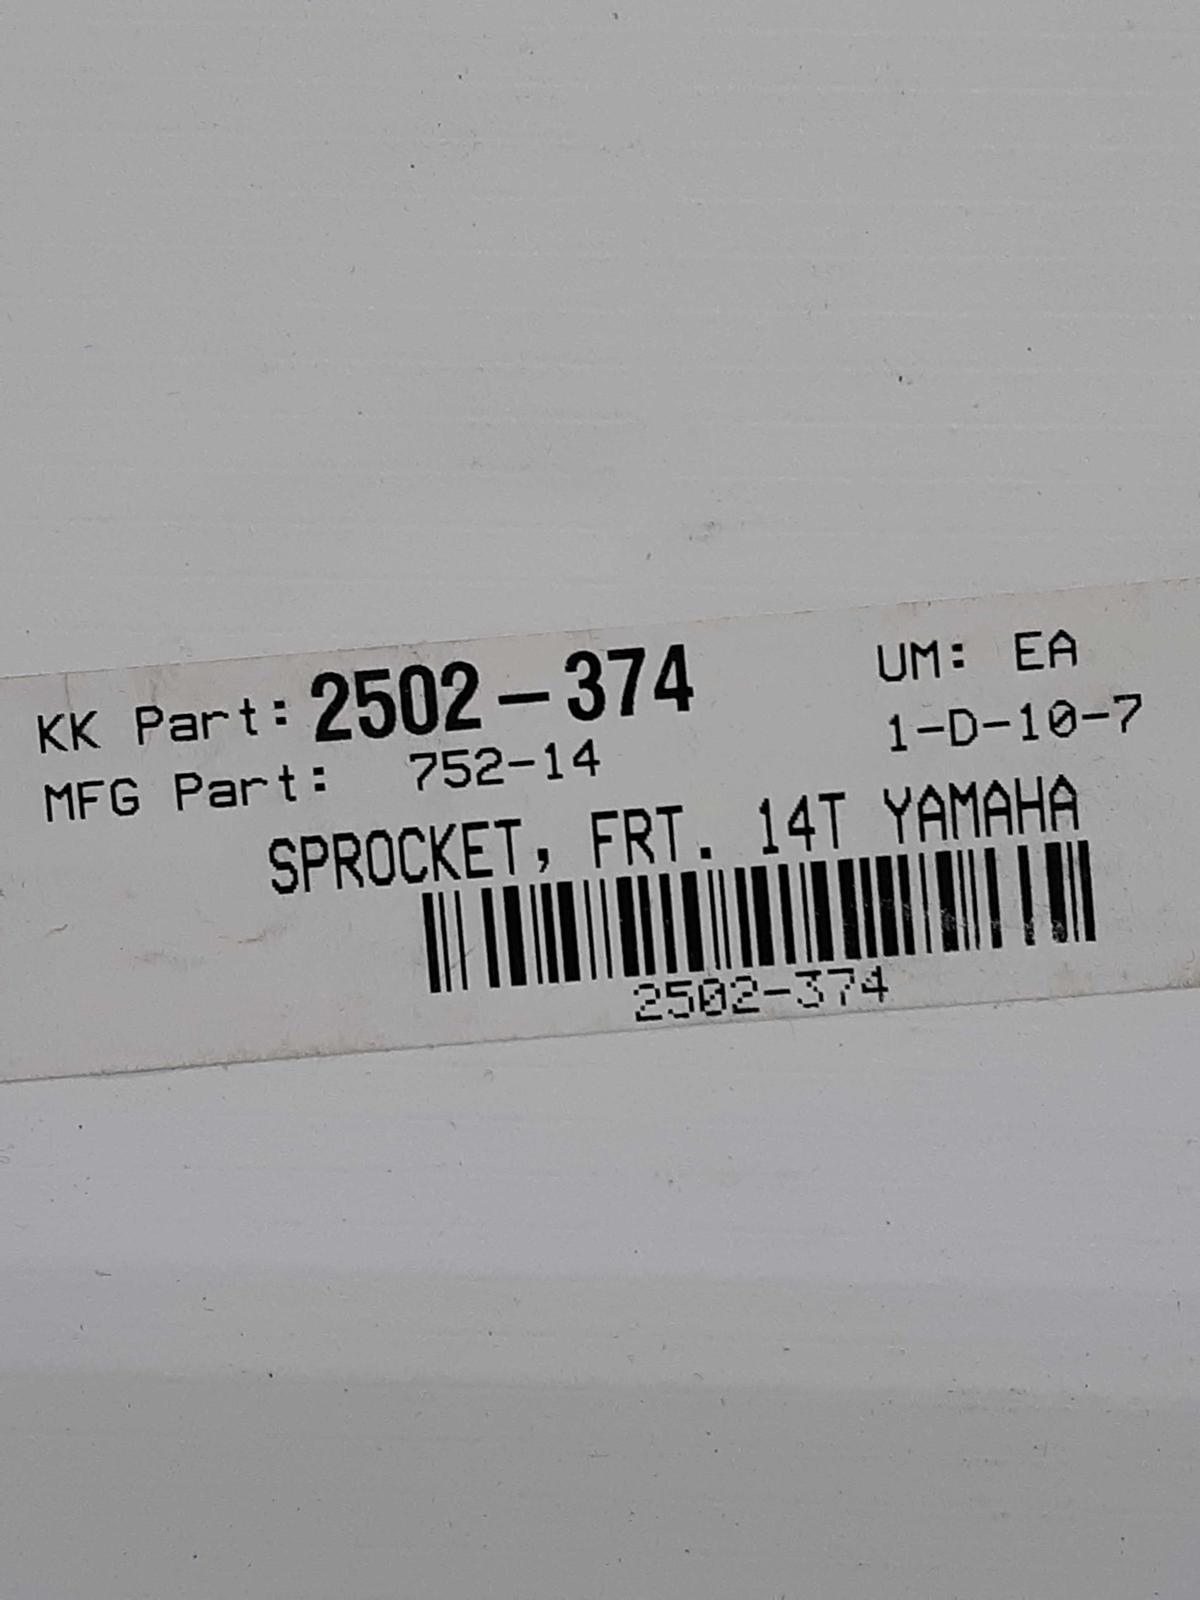 KK Part: 2502-374 UM: EA
MFG Part: 752-14 1-D-10-7
SPROCKET, FRT. 14T YAMAHA
2502-374